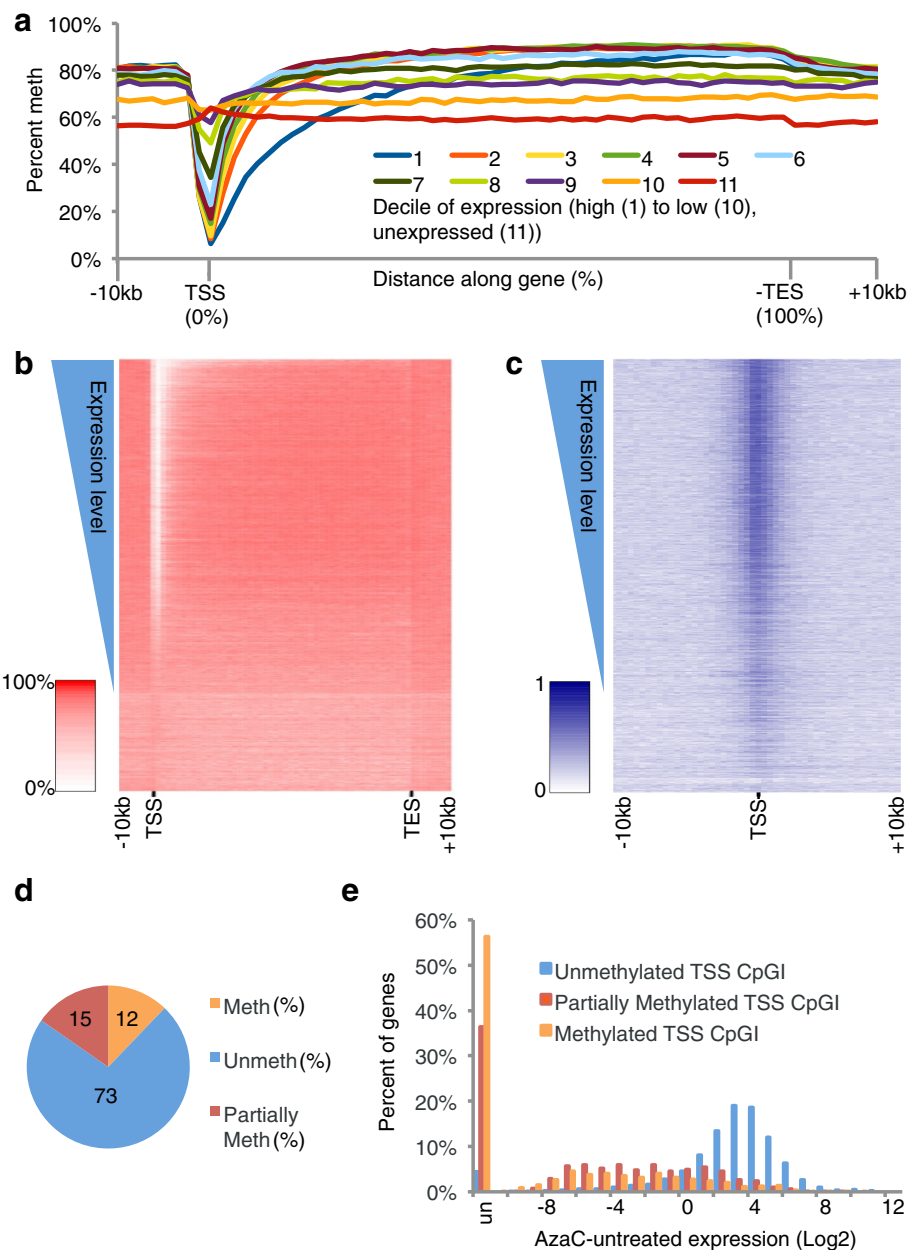 a
100%
80%
60%
40%
20%
0%
Percent meth
1 2 3 4 5 6
7 8 9 10 11
Decile of expression (high (1) to low (10),
unexpressed (11))
-10kb
TSS
(0%)
Distance along gene (%)
-TES
(100%)
+10kb
b
Expression level
100%
0%
-10kb
TSS
TES
+10kb
c
Expression level
1
0
-10kb
TSS
+10kb
d
15
12
73
Meth (%)
Unmeth (%)
Partially
Meth (%)
e
60%
50%
40%
30%
20%
10%
0%
Percent of genes
Unmethylated TSS CpGI
Partially Methylated TSS CpGI
Methylated TSS CpGI
un -8 -4 0 4 8 12
AzaC-untreated expression (Log2)